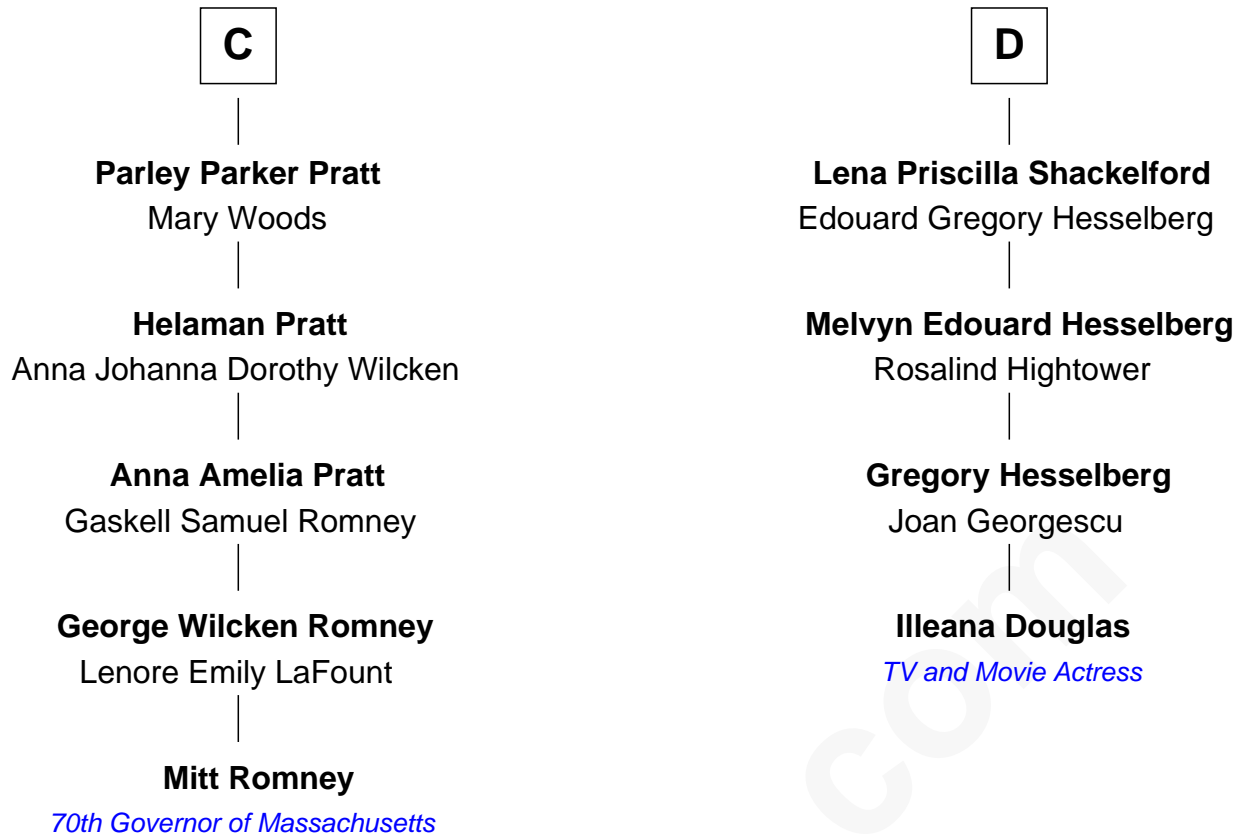 C
Parley Parker Pratt
Mary Woods
Helaman Pratt
Anna Johanna Dorothy Wilcken
Anna Amelia Pratt
Gaskell Samuel Romney
George Wilcken Romney
Lenore Emily LaFount
Mitt Romney
70th Governor of Massachusetts
D
Lena Priscilla Shackelford
Edouard Gregory Hesselberg
Melvyn Edouard Hesselberg
Rosalind Hightower
Gregory Hesselberg
Joan Georgescu
Illeana Douglas
TV and Movie Actress
com